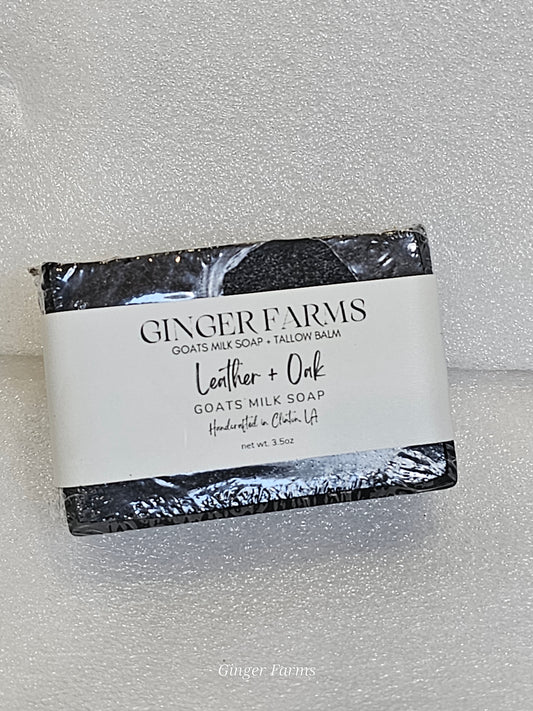 GINGER FARMS
GOATS MILK SOAP + TALLOW BALM
Leather + Oak
GOATS MILK SOAP
Handcrafted in Clinton, LA
net wt. 3.5oz
Ginger Farms